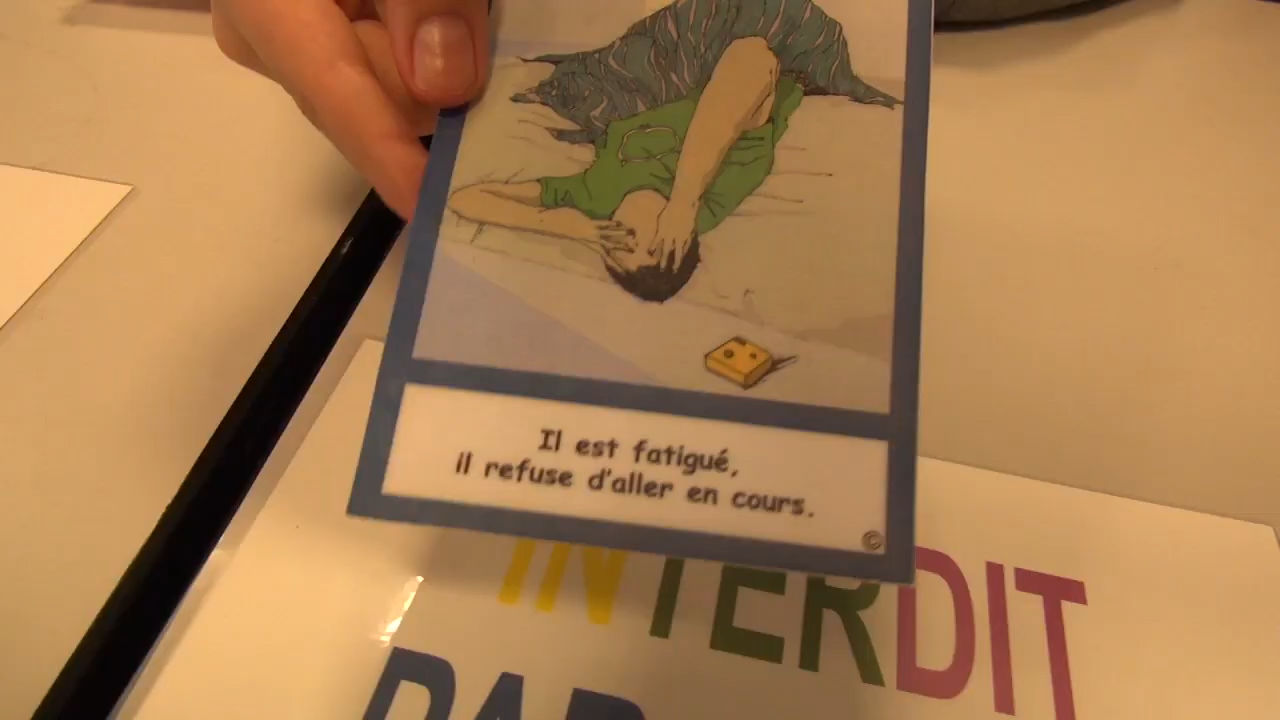 Il est fatigué,
il refuse d'aller en cours.
©
INTERDIT